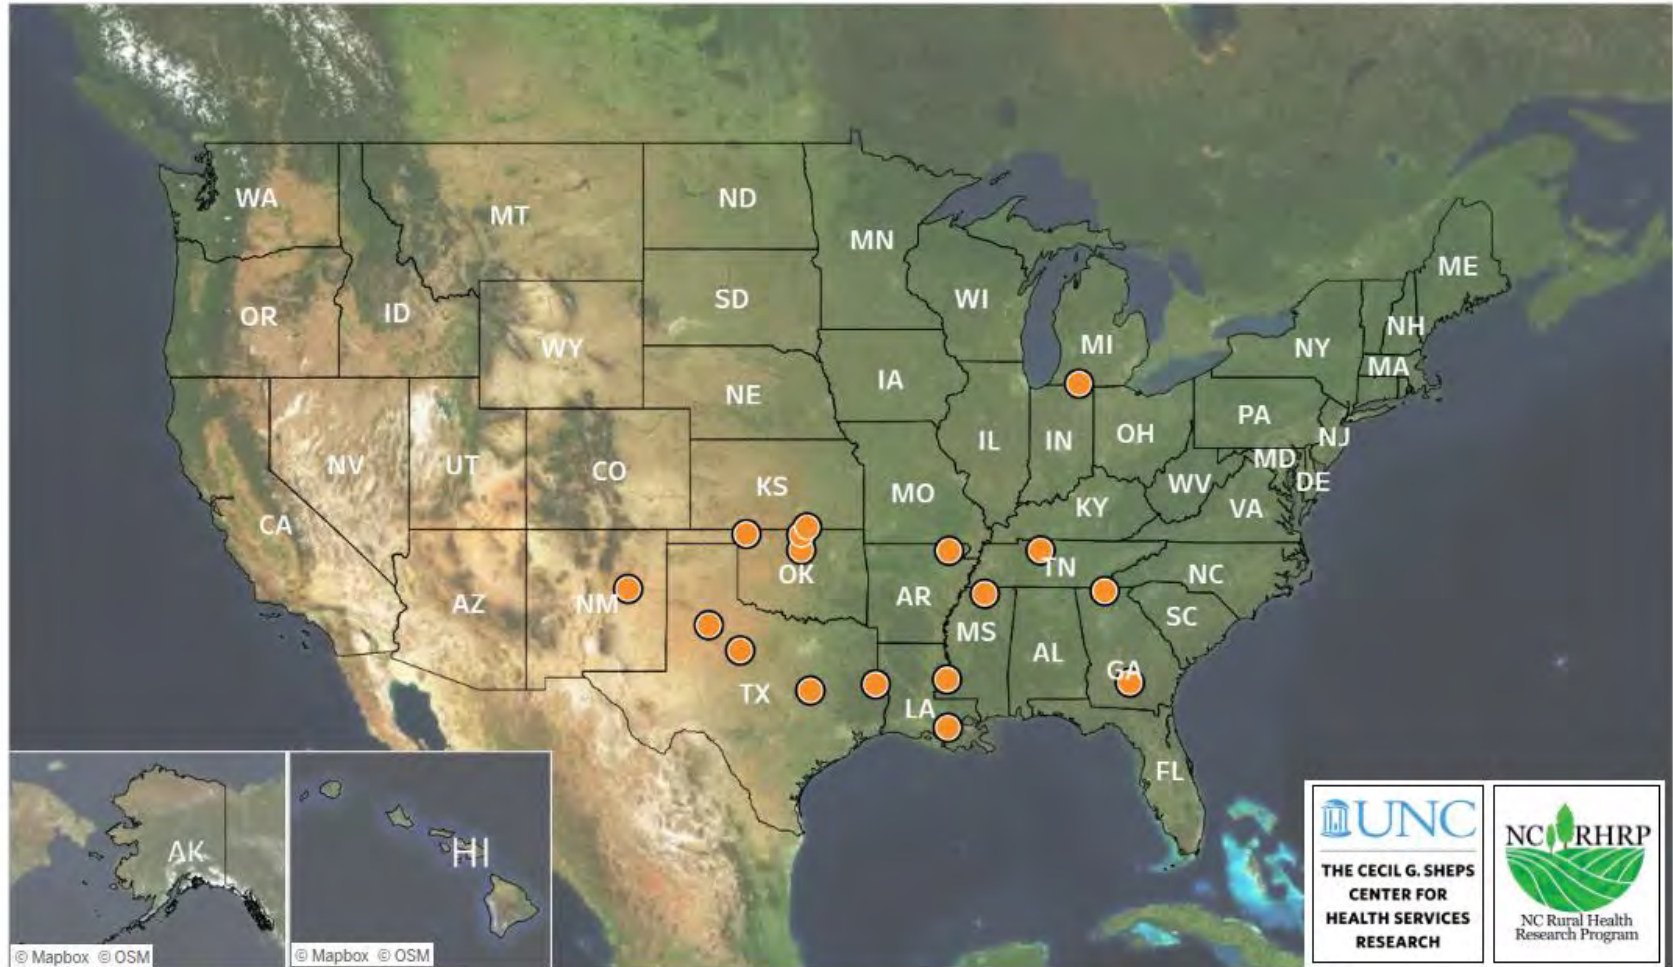 WA
MT
ND
MN
ME
OR
ID
SD
WI
WY
MI
NY
NH
MA
NE
IA
PA
NJ
NV
UT
CO
KS
MO
IL
IN
OH
MD
DE
WV
VA
KY
CA
AZ
NM
OK
AR
TN
NC
SC
MS
AL
GA
TX
LA
FL
AK
HI
© Mapbox © OSM
© Mapbox © OSM
UNC
THE CECIL G. SHEPS
CENTER FOR
HEALTH SERVICES
RESEARCH
NC RHRP
NC Rural Health
Research Program